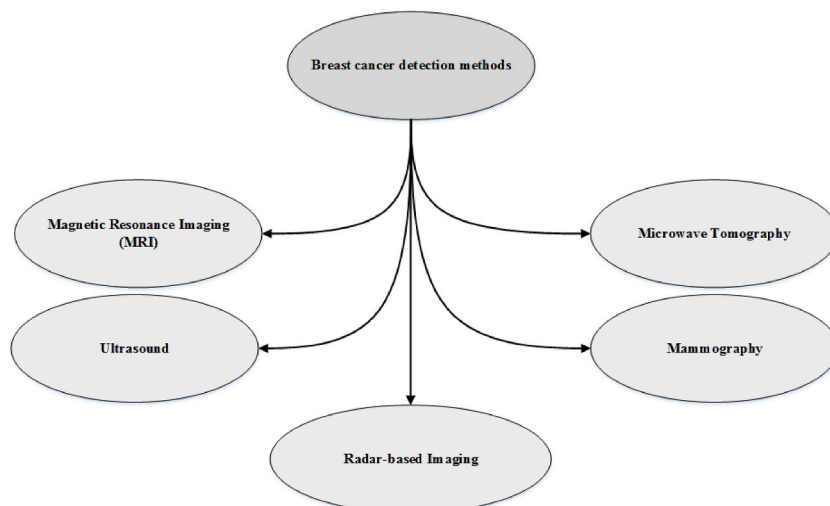 Breast cancer detection methods
Magnetic Resonance Imaging
(MRI)
Microwave Tomography
Ultrasound
Mammography
Radar-based Imaging